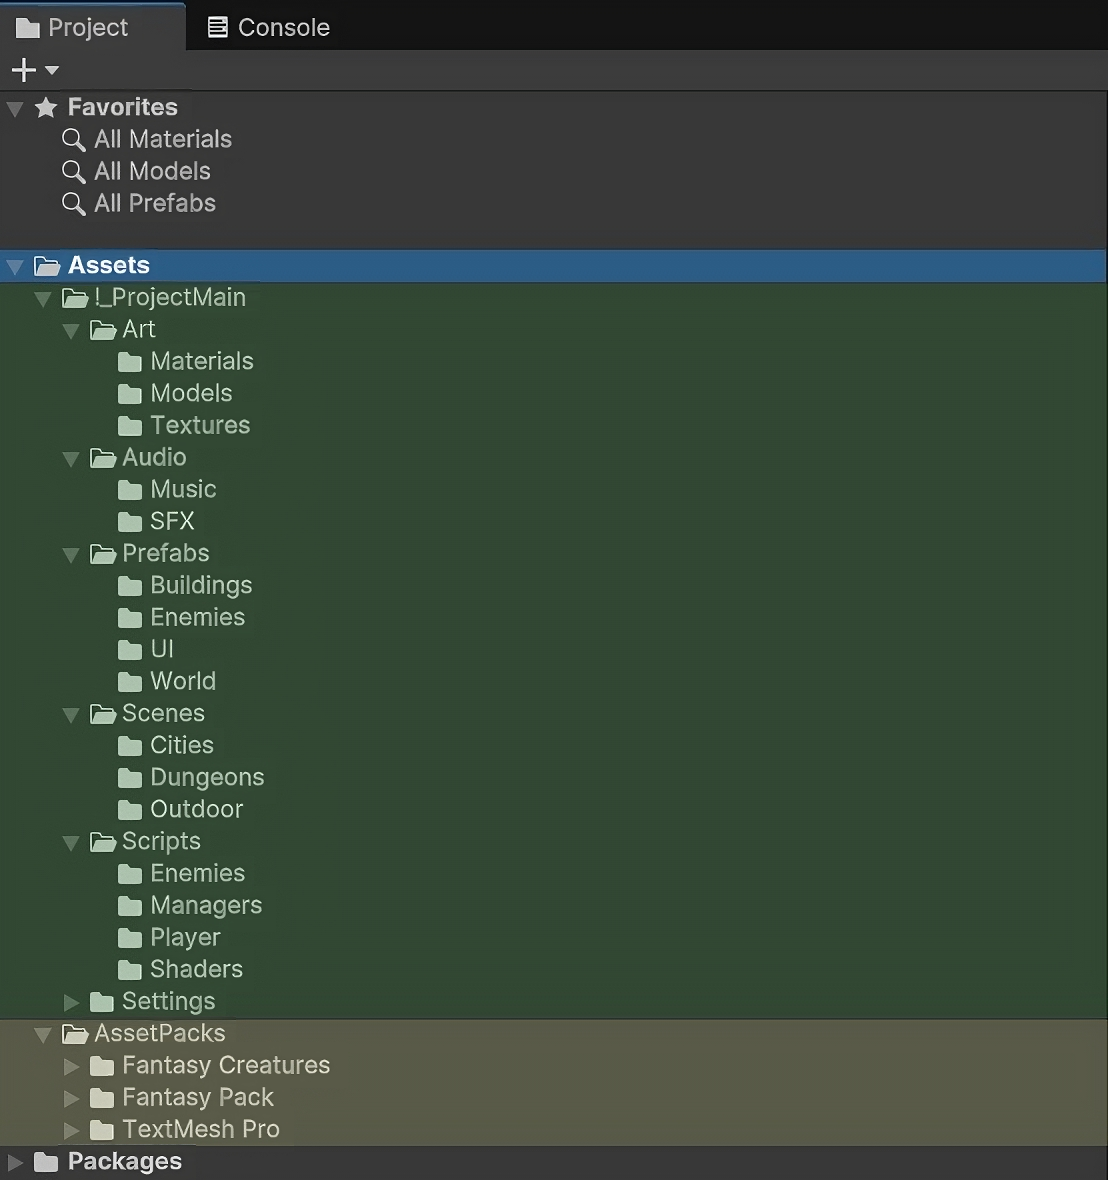 Project Console
Favorites
All Materials
All Models
All Prefabs
Assets
!_ProjectMain
Art
Materials
Models
Textures
Audio
Music
SFX
Prefabs
Buildings
Enemies
UI
World
Scenes
Cities
Dungeons
Outdoor
Scripts
Enemies
Managers
Player
Shaders
Settings
AssetPacks
Fantasy Creatures
Fantasy Pack
TextMesh Pro
Packages